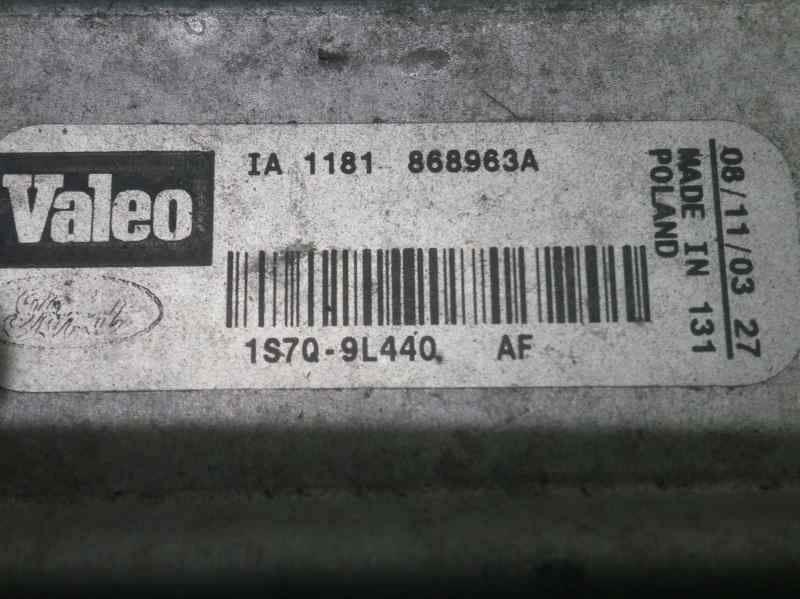 Valeo
IA 1181 868963A
1S7Q-9L440 AF
08/11/03 27
MADE IN 131
POLAND